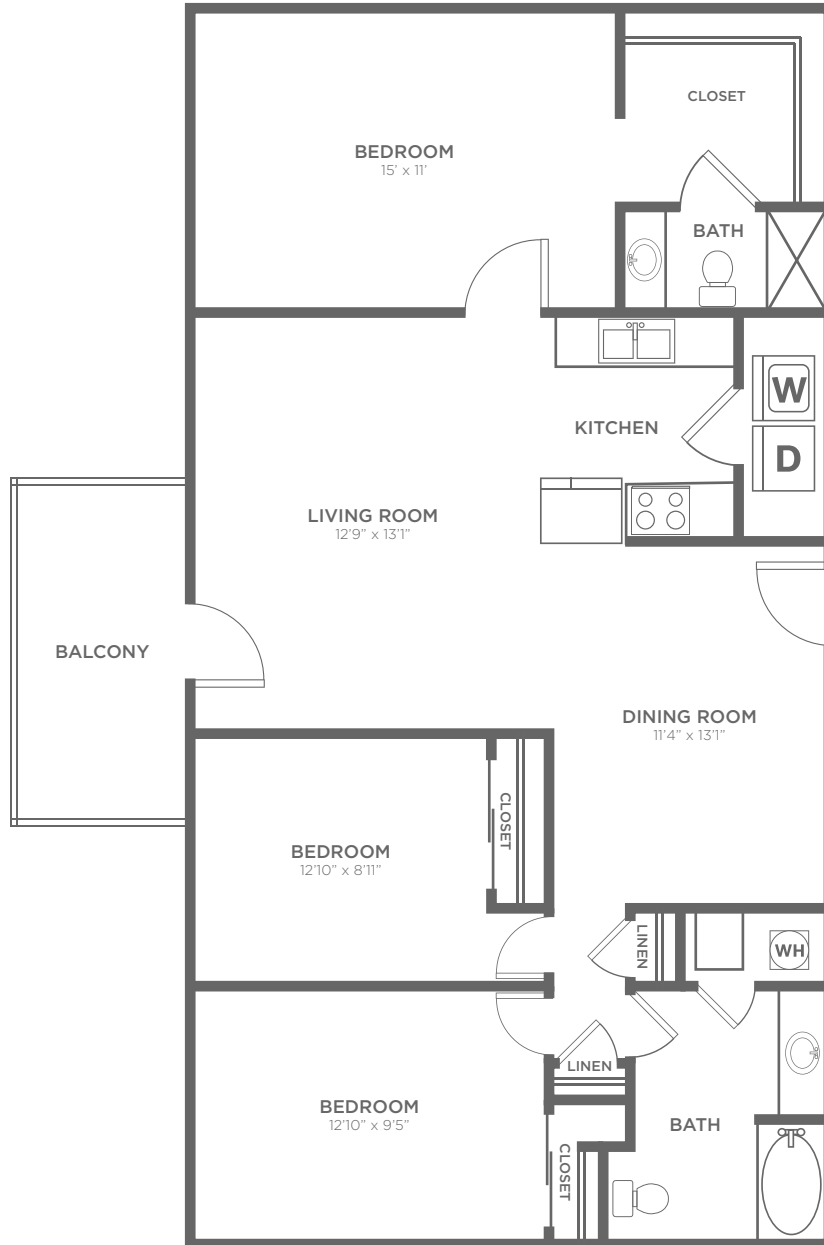 CLOSET
BEDROOM
15' x 11'
BATH
W
KITCHEN
D
LIVING ROOM
12'9" x 13'1"
BALCONY
DINING ROOM
11'4" x 13'1"
CLOSET
BEDROOM
12'10" x 8'11"
LINEN
WH
LINEN
BEDROOM
12'10" x 9'5"
BATH
CLOSET